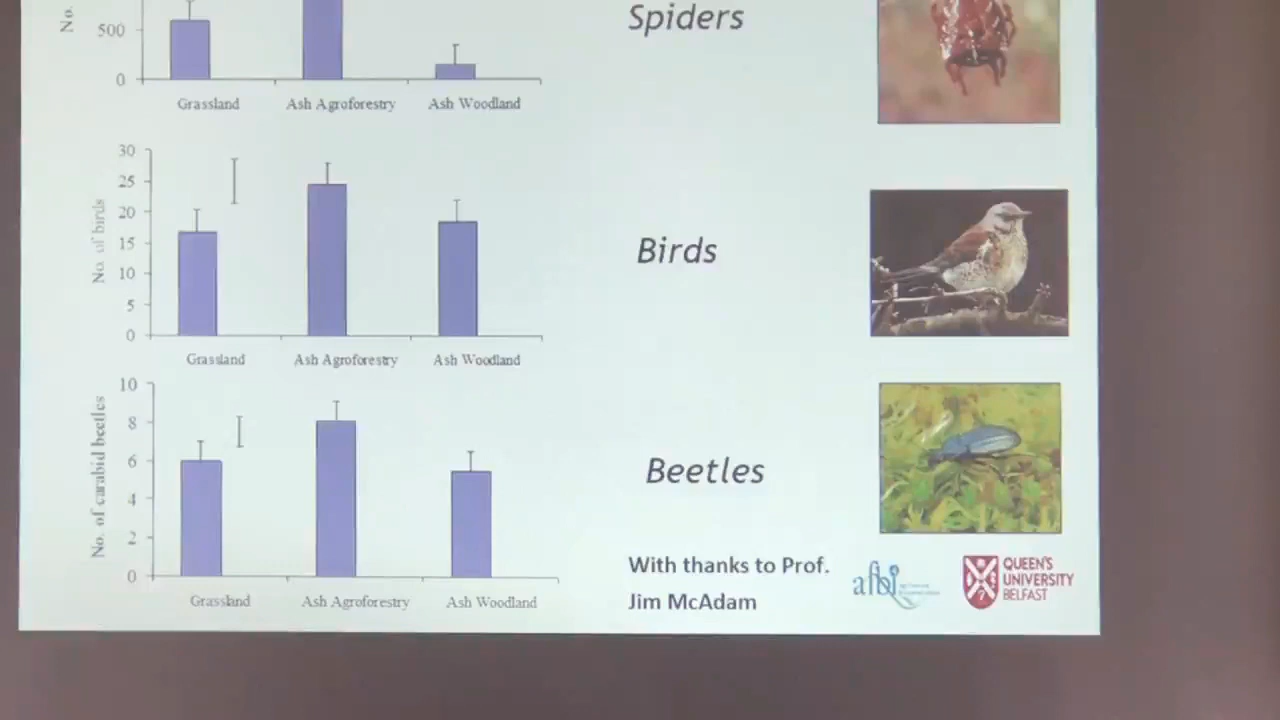 No.
500
0
Grassland
Ash Agroforestry
Ash Woodland
Spiders
30
25
20
15
10
5
0
No. of birds
Grassland
Ash Agroforestry
Ash Woodland
Birds
10
8
6
4
2
0
No. of carabid beetles
Grassland
Ash Agroforestry
Ash Woodland
Beetles
With thanks to Prof.
Jim McAdam
afbi
QUEEN'S
UNIVERSITY
BELFAST